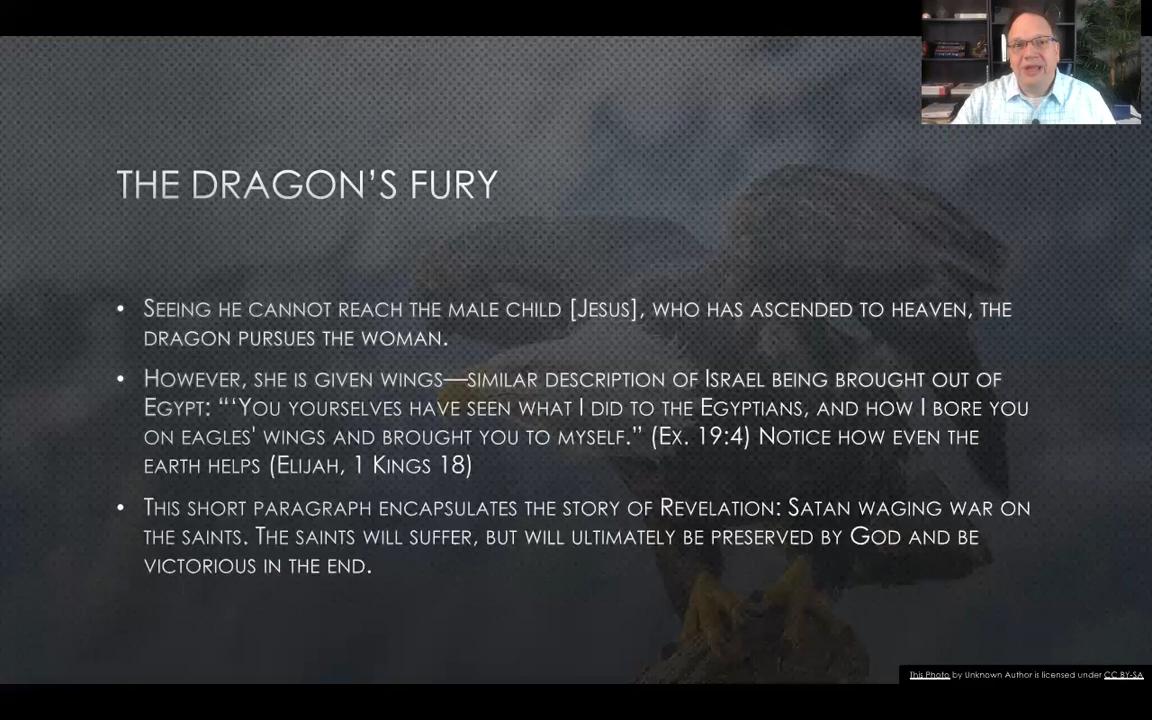 THE DRAGON'S FURY
• SEEING HE CANNOT REACH THE MALE CHILD [JESUS], WHO HAS ASCENDED TO HEAVEN, THE
DRAGON PURSUES THE WOMAN.
• HOWEVER, SHE IS GIVEN WINGS—SIMILAR DESCRIPTION OF ISRAEL BEING BROUGHT OUT OF
EGYPT: “‘YOU YOURSELVES HAVE SEEN WHAT I DID TO THE EGYPTIANS, AND HOW I BORE YOU
ON EAGLES' WINGS AND BROUGHT YOU TO MYSELF.” (EX. 19:4) NOTICE HOW EVEN THE
EARTH HELPS (ELIJAH, 1 KINGS 18)
• THIS SHORT PARAGRAPH ENCAPSULATES THE STORY OF REVELATION: SATAN WAGING WAR ON
THE SAINTS. THE SAINTS WILL SUFFER, BUT WILL ULTIMATELY BE PRESERVED BY GOD AND BE
VICTORIOUS IN THE END.
This Photo by Unknown Author is licensed under CC BY-SA